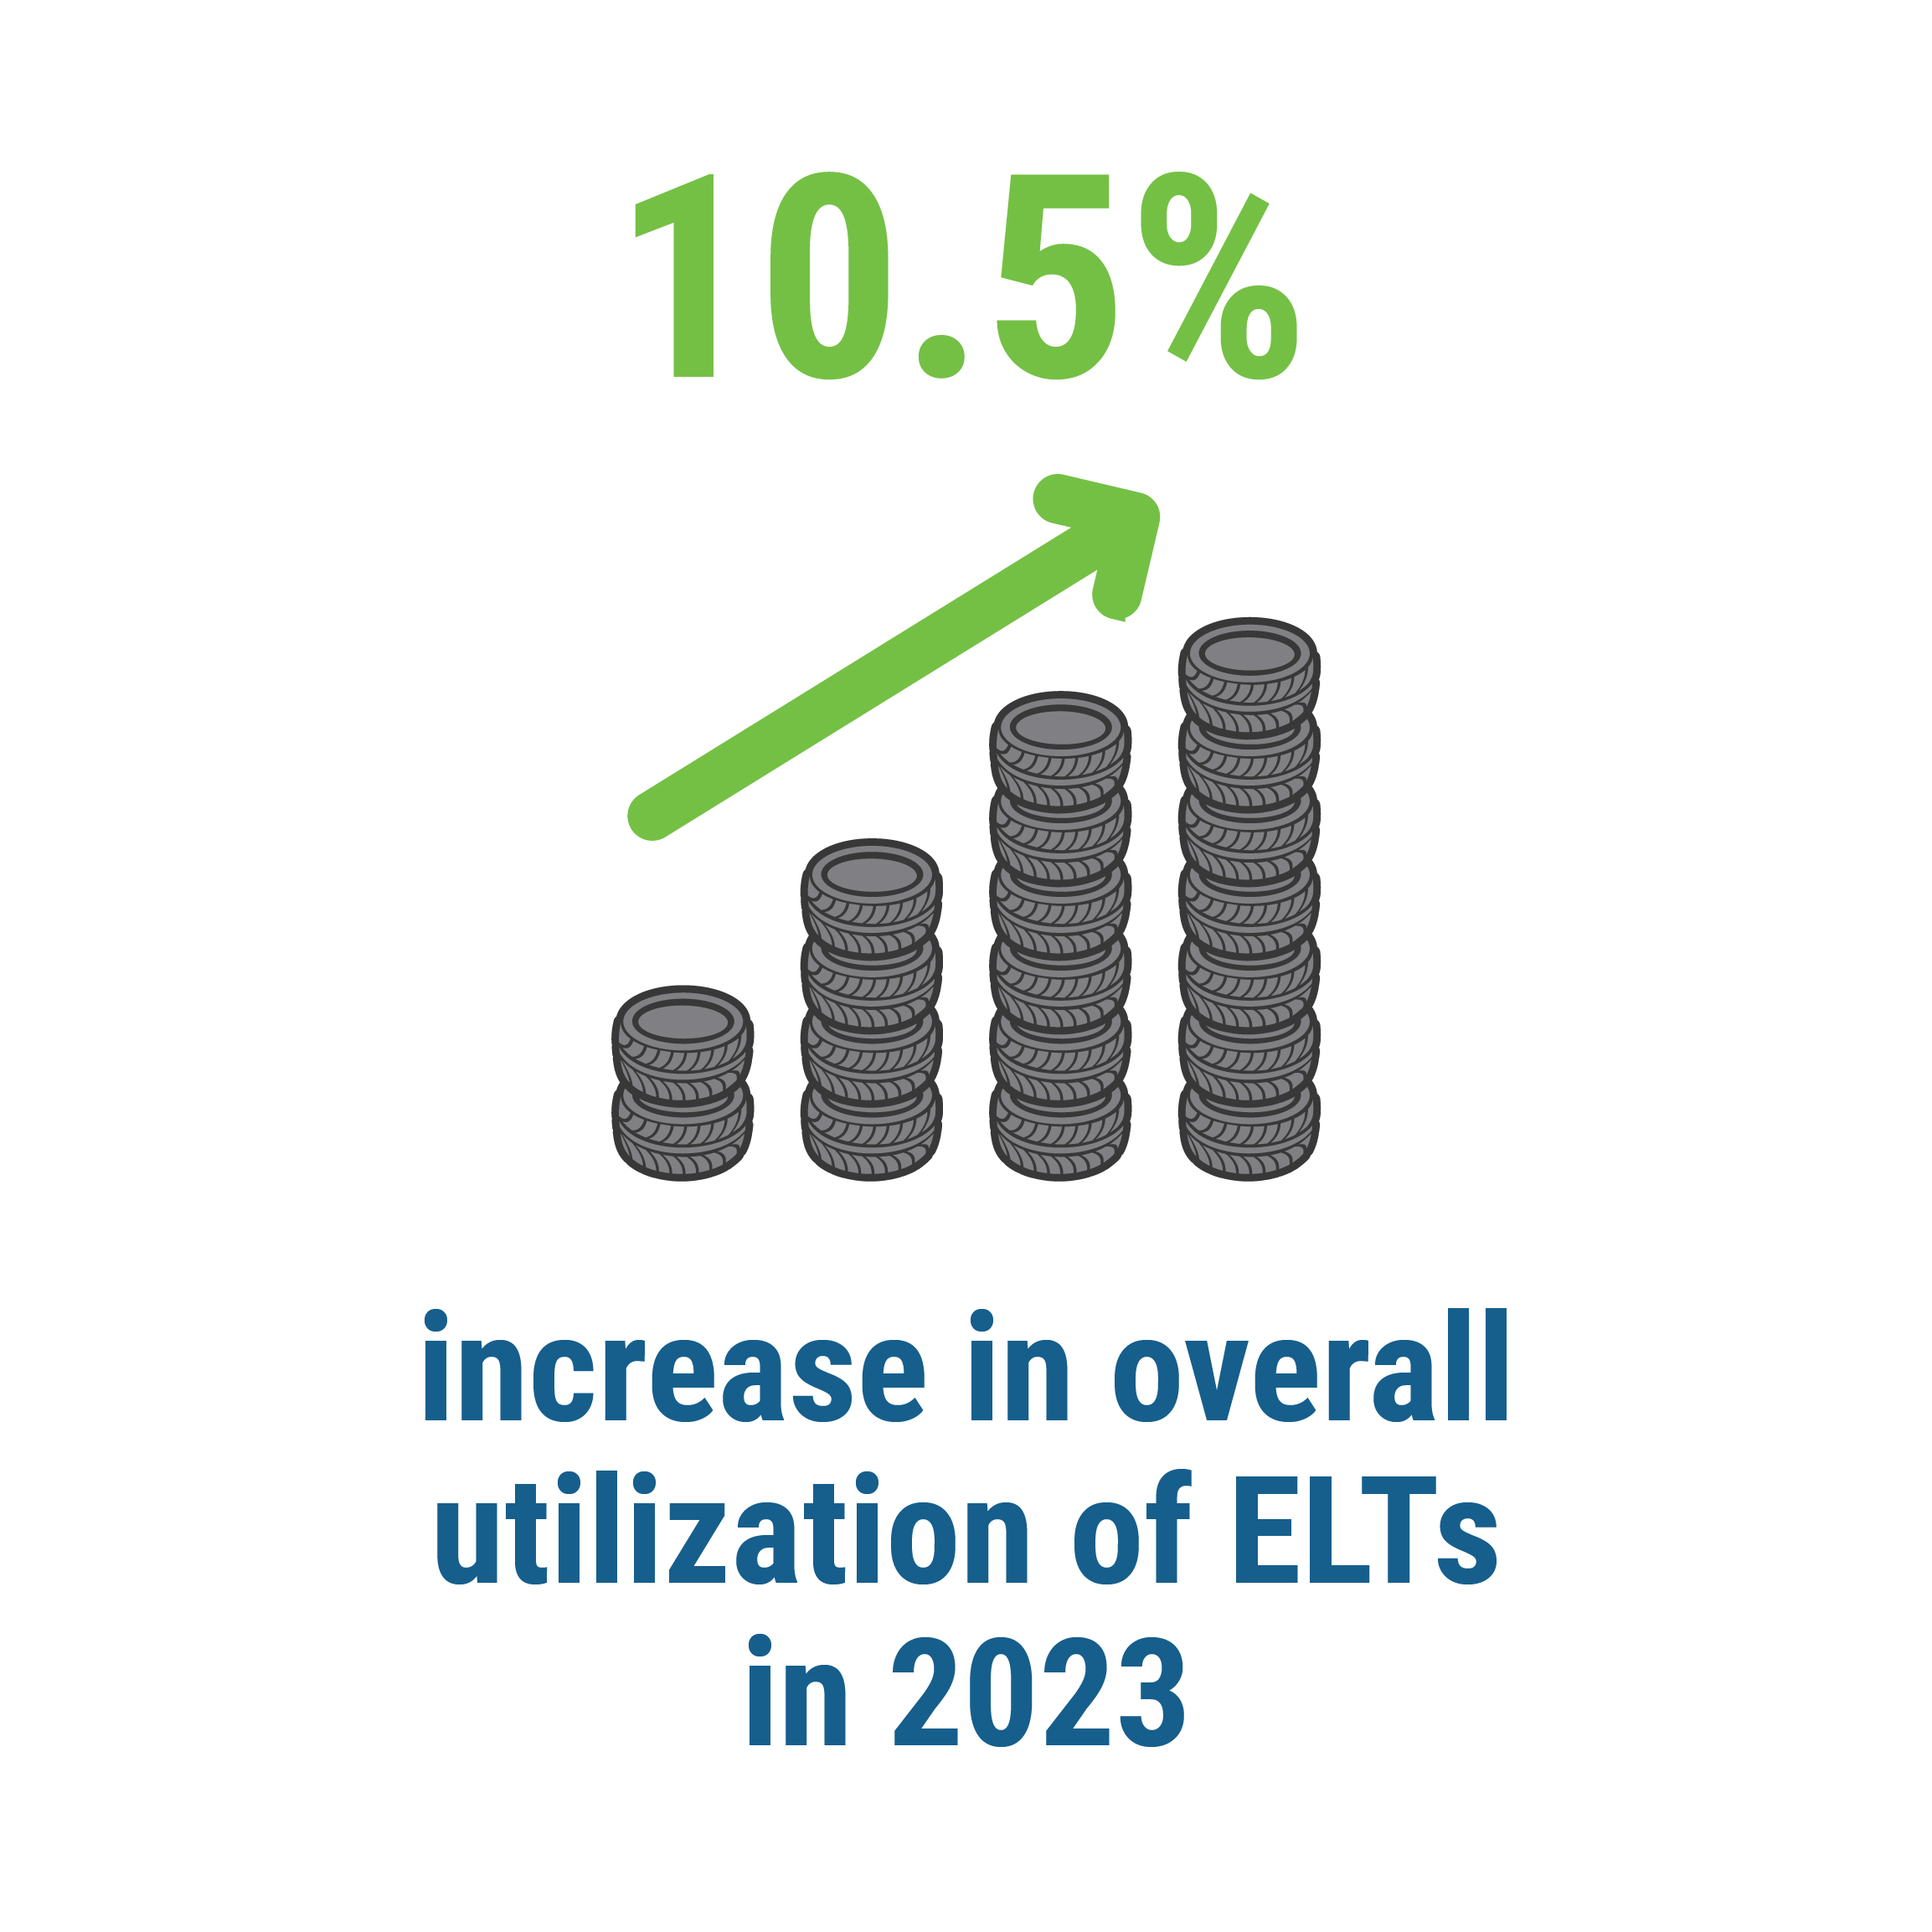 10.5%
increase in overall
utilization of ELTs
in 2023